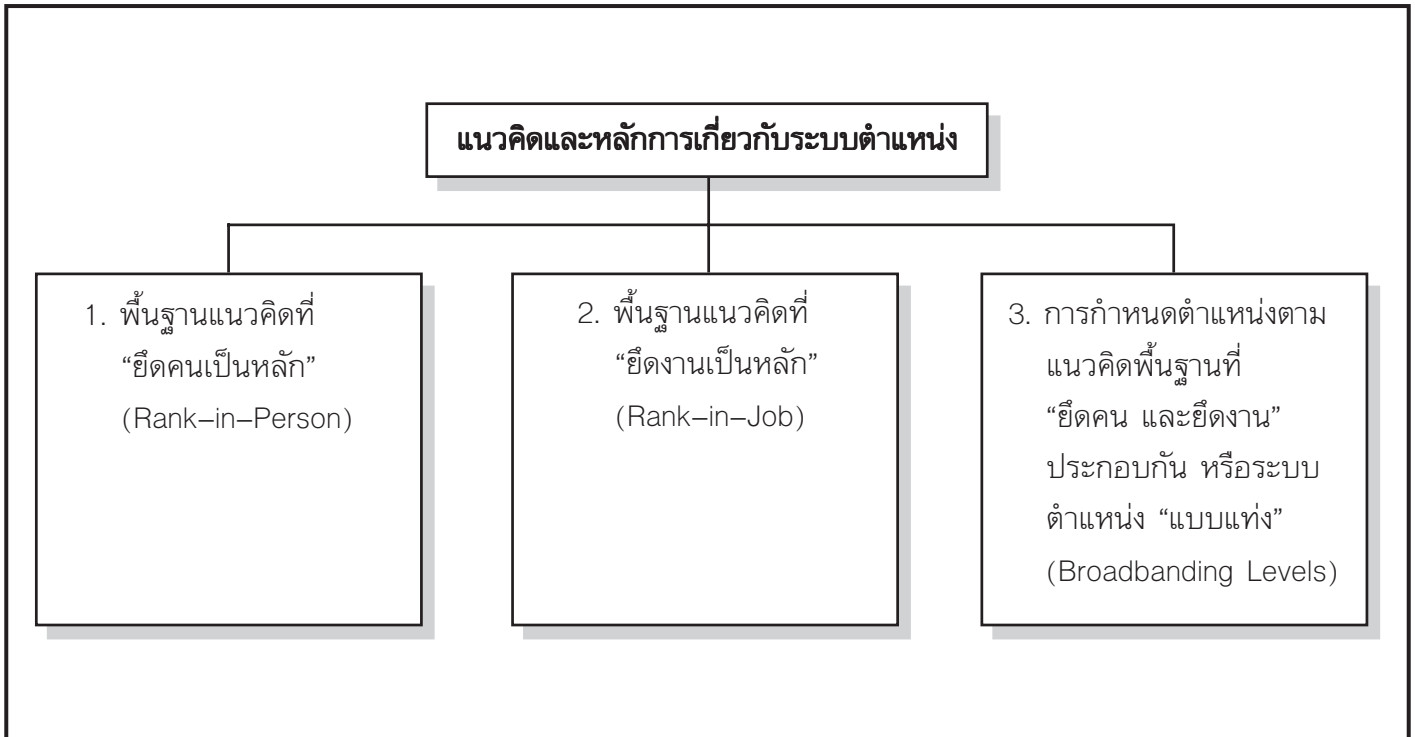 แนวคิดและหลักการเกี่ยวกับระบบตำแหน่ง
1. พื้นฐานแนวคิดที่
“ยึดคนเป็นหลัก”
(Rank–in–Person)
2. พื้นฐานแนวคิดที่
“ยึดงานเป็นหลัก”
(Rank–in–Job)
3. การกำหนดตำแหน่งตาม
แนวคิดพื้นฐานที่
“ยึดคน และยึดงาน”
ประกอบกัน หรือระบบ
ตำแหน่ง “แบบแท่ง”
(Broadbanding Levels)